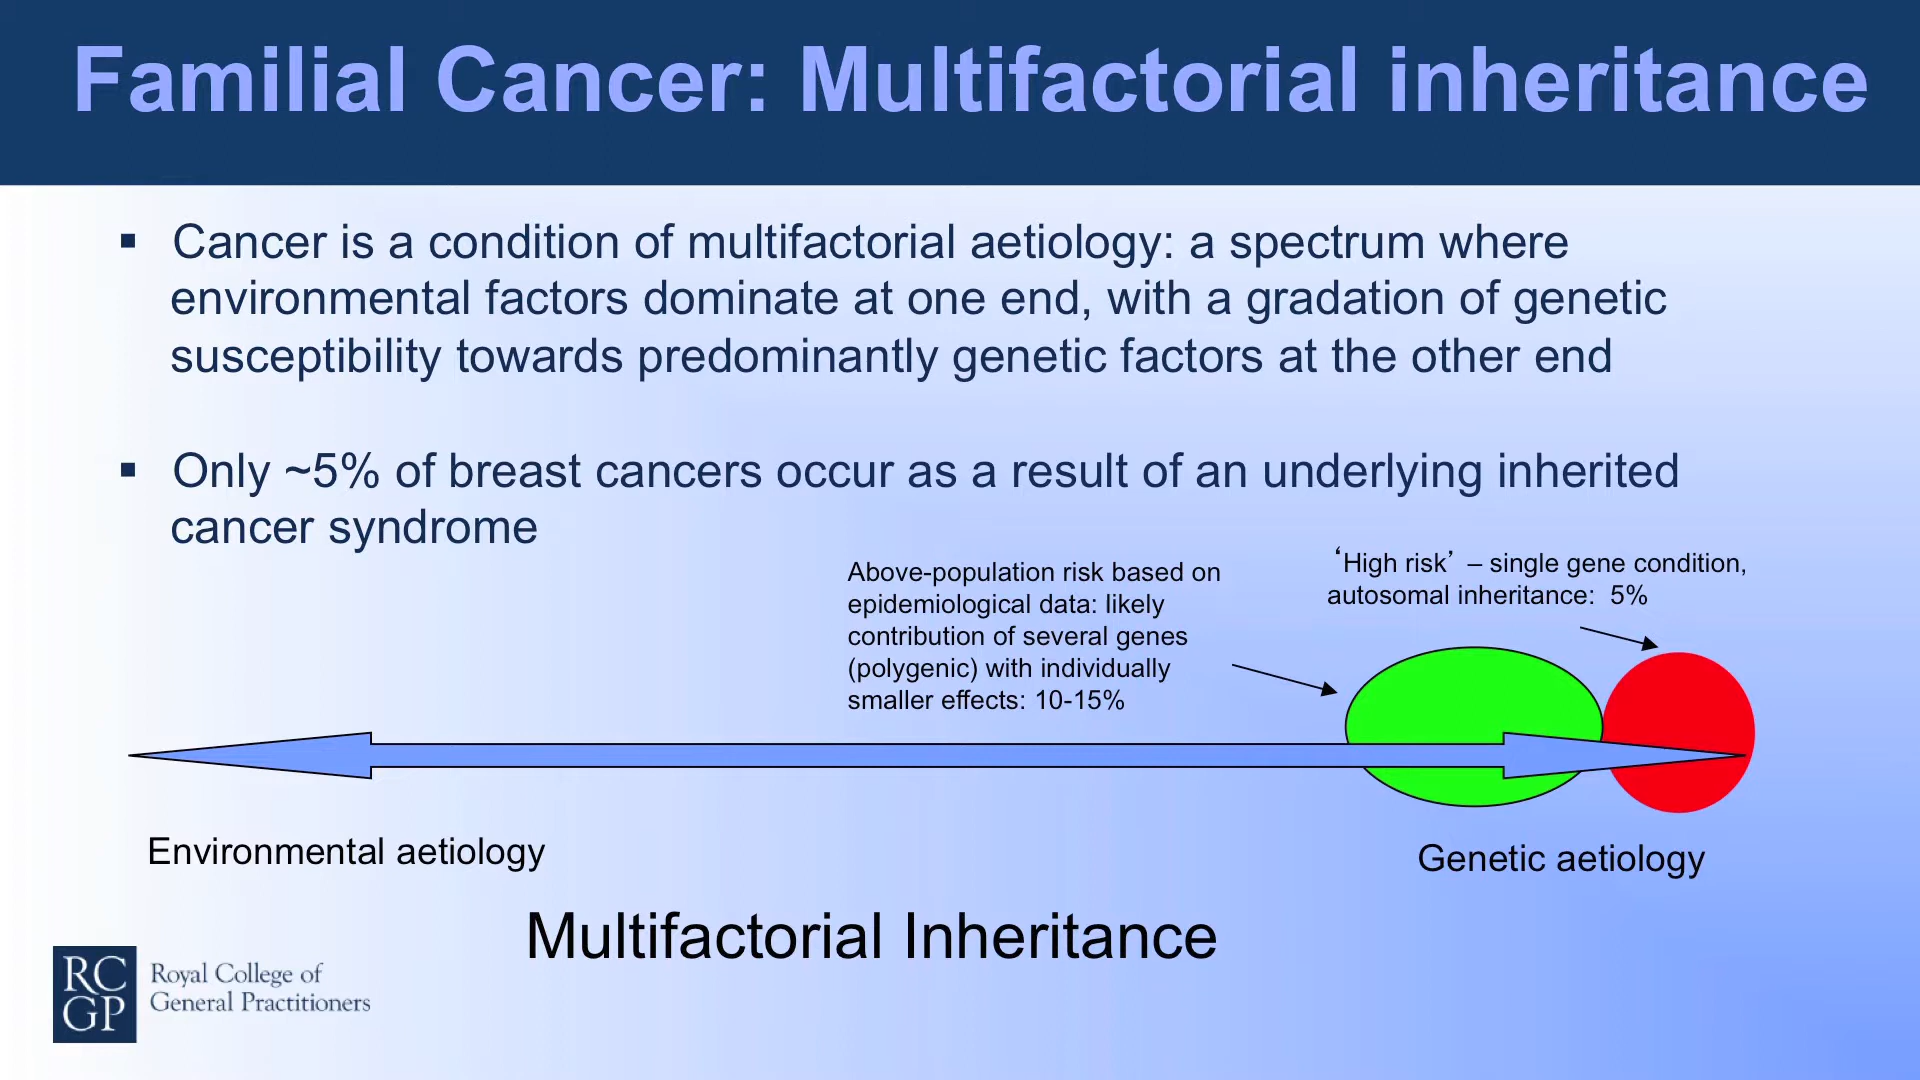 Familial Cancer: Multifactorial inheritance
▪ Cancer is a condition of multifactorial aetiology: a spectrum where
environmental factors dominate at one end, with a gradation of genetic
susceptibility towards predominantly genetic factors at the other end
▪ Only ~5% of breast cancers occur as a result of an underlying inherited
cancer syndrome
Above-population risk based on
epidemiological data: likely
contribution of several genes
(polygenic) with individually
smaller effects: 10-15%
‘High risk’ – single gene condition,
autosomal inheritance: 5%
Environmental aetiology
Genetic aetiology
Multifactorial Inheritance
RC
GP
Royal College of
General Practitioners